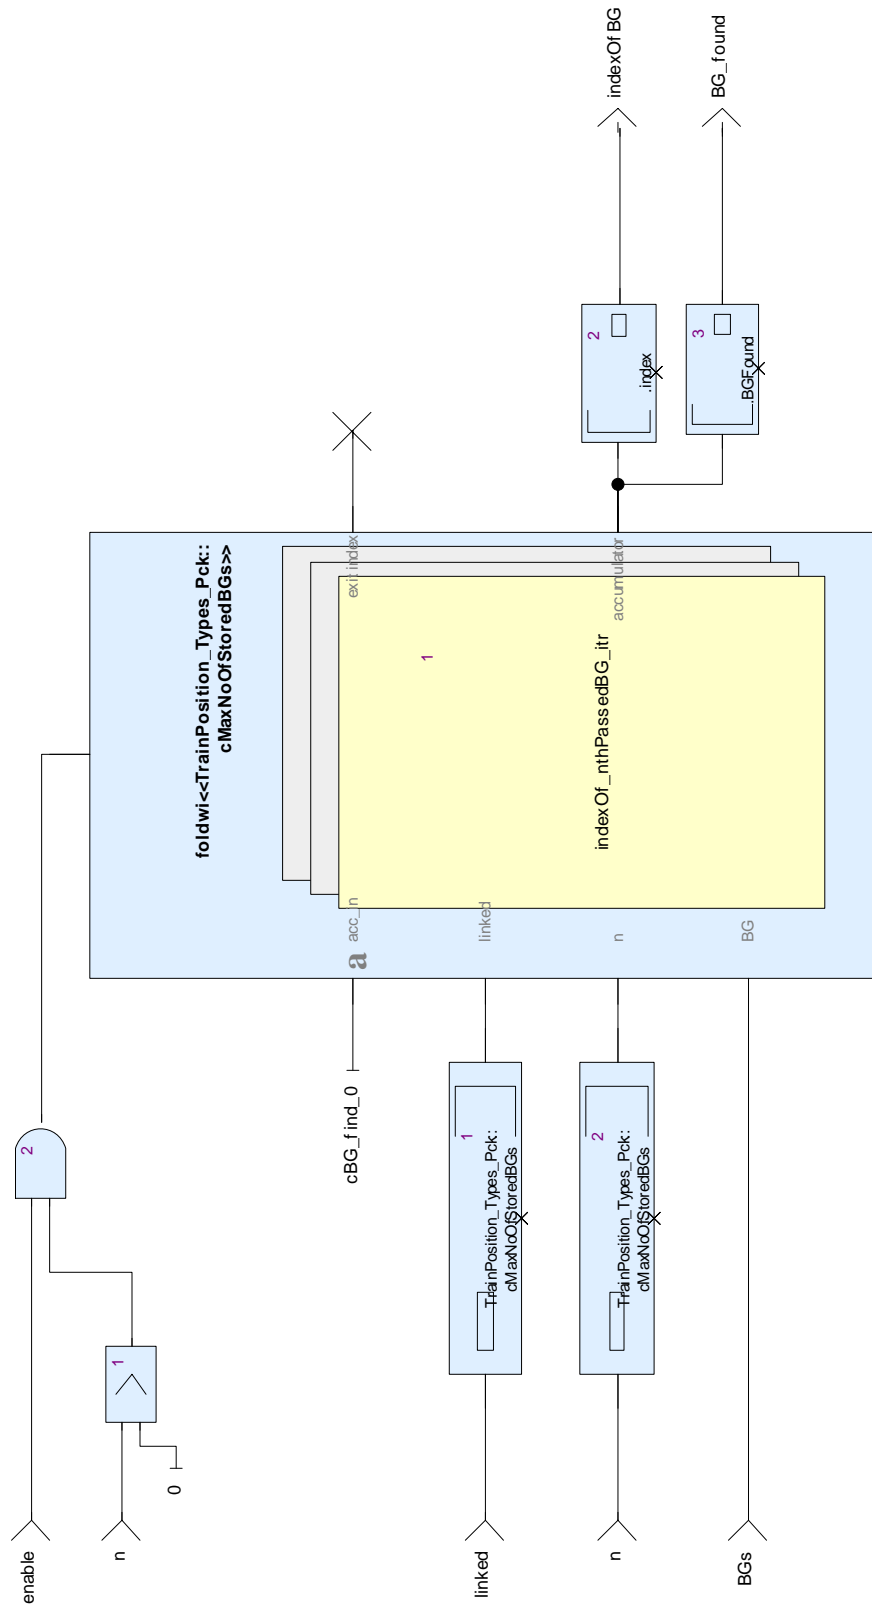 enable
n
0
1
2
cBG_find_0
linked
TrainPosition_Types_Pck::
cMaxNoOfStoredBGs
1
n
TrainPosition_Types_Pck::
cMaxNoOfStoredBGs
2
BGs
foldwi<<TrainPosition_Types_Pck::
cMaxNoOfStoredBGs>>
a
acc_in
linked
n
BG
1
indexOf_nthPassedBG_itr
exit index
accumulator
2
.index
3
.BGFound
indexOf BG
BG_found